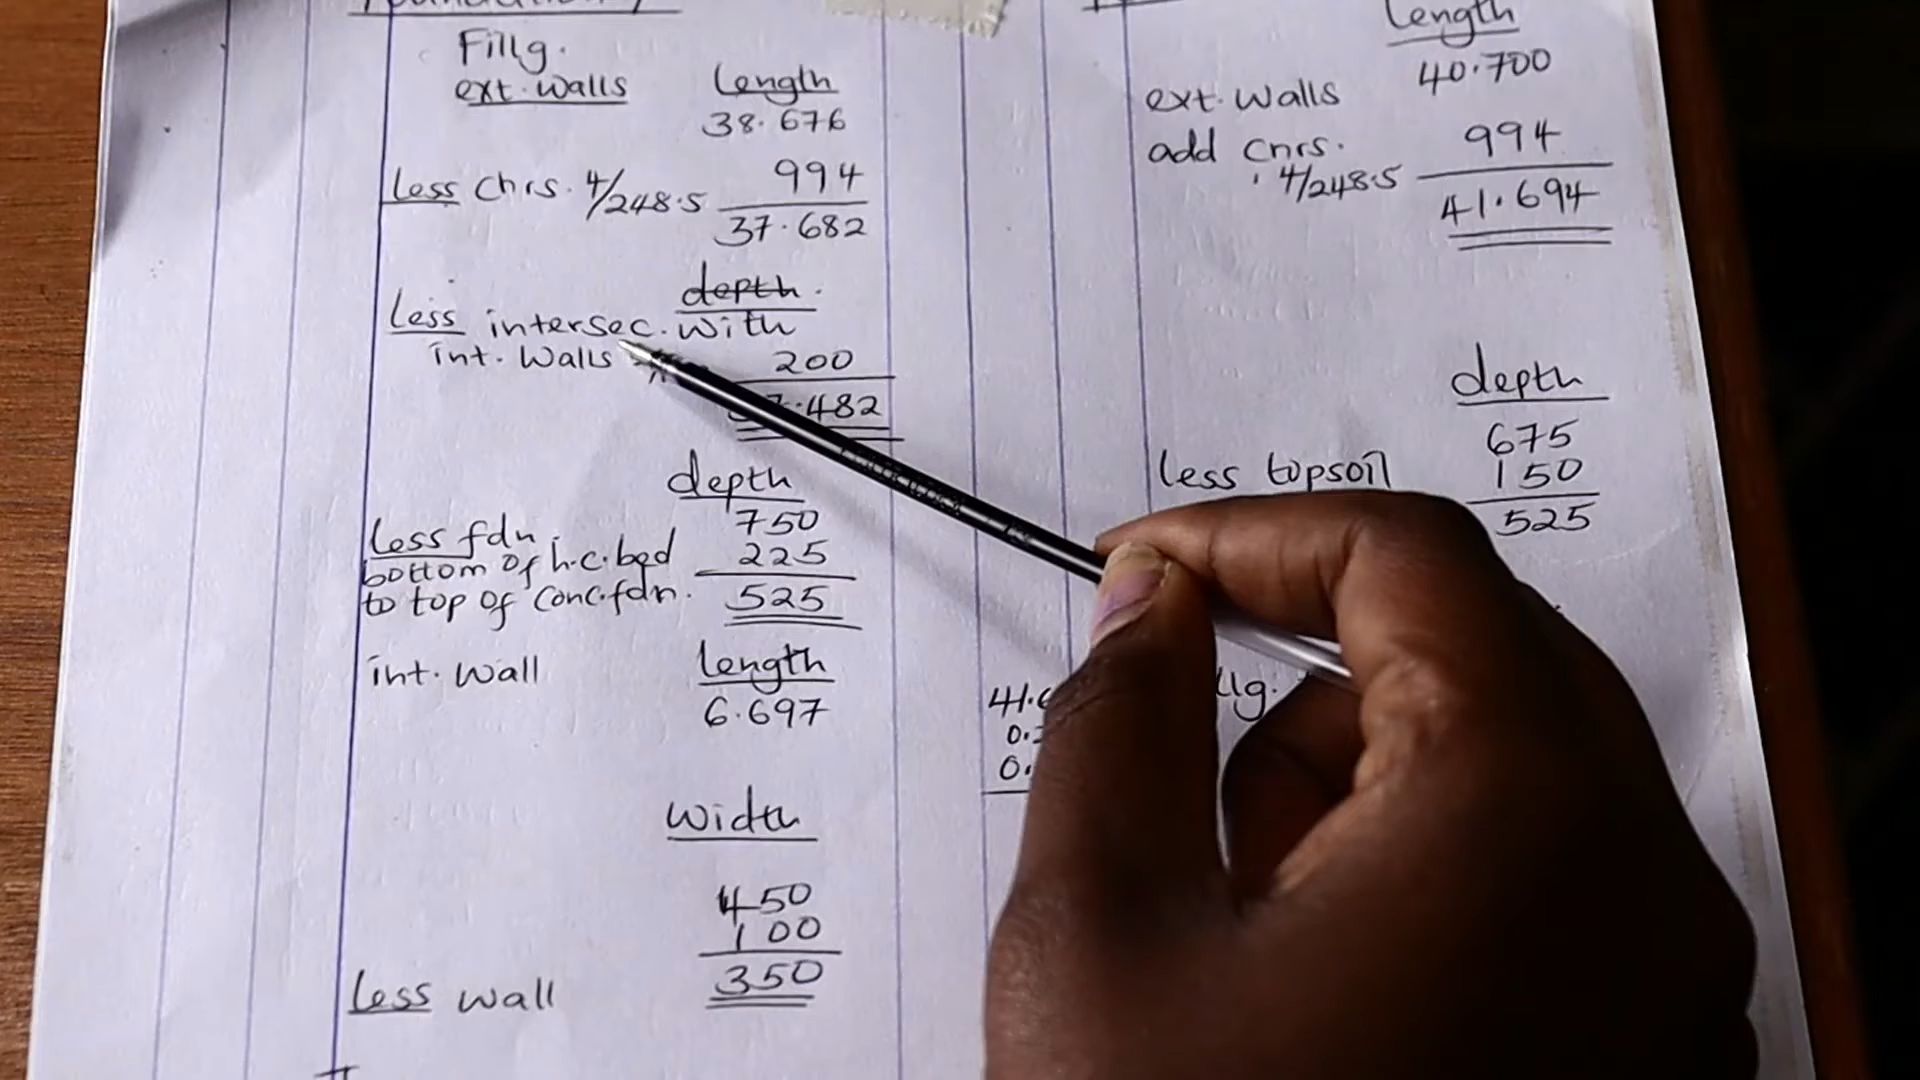 Fillg.
ext. walls length
38.676
Less Cnrs. 4/248.5 994
37.682
depth.
Less intersec. with
int. walls 200
.482
depth
750
Less fdn
bottom of h.c. bed 225
to top of conc. fdn. 525
int. wall length
6.697
width
450
100
350
Less wall
length
40.700
ext. walls
add cnrs. 994
4/248.5
41.694
depth
675
less topsoil 150
525